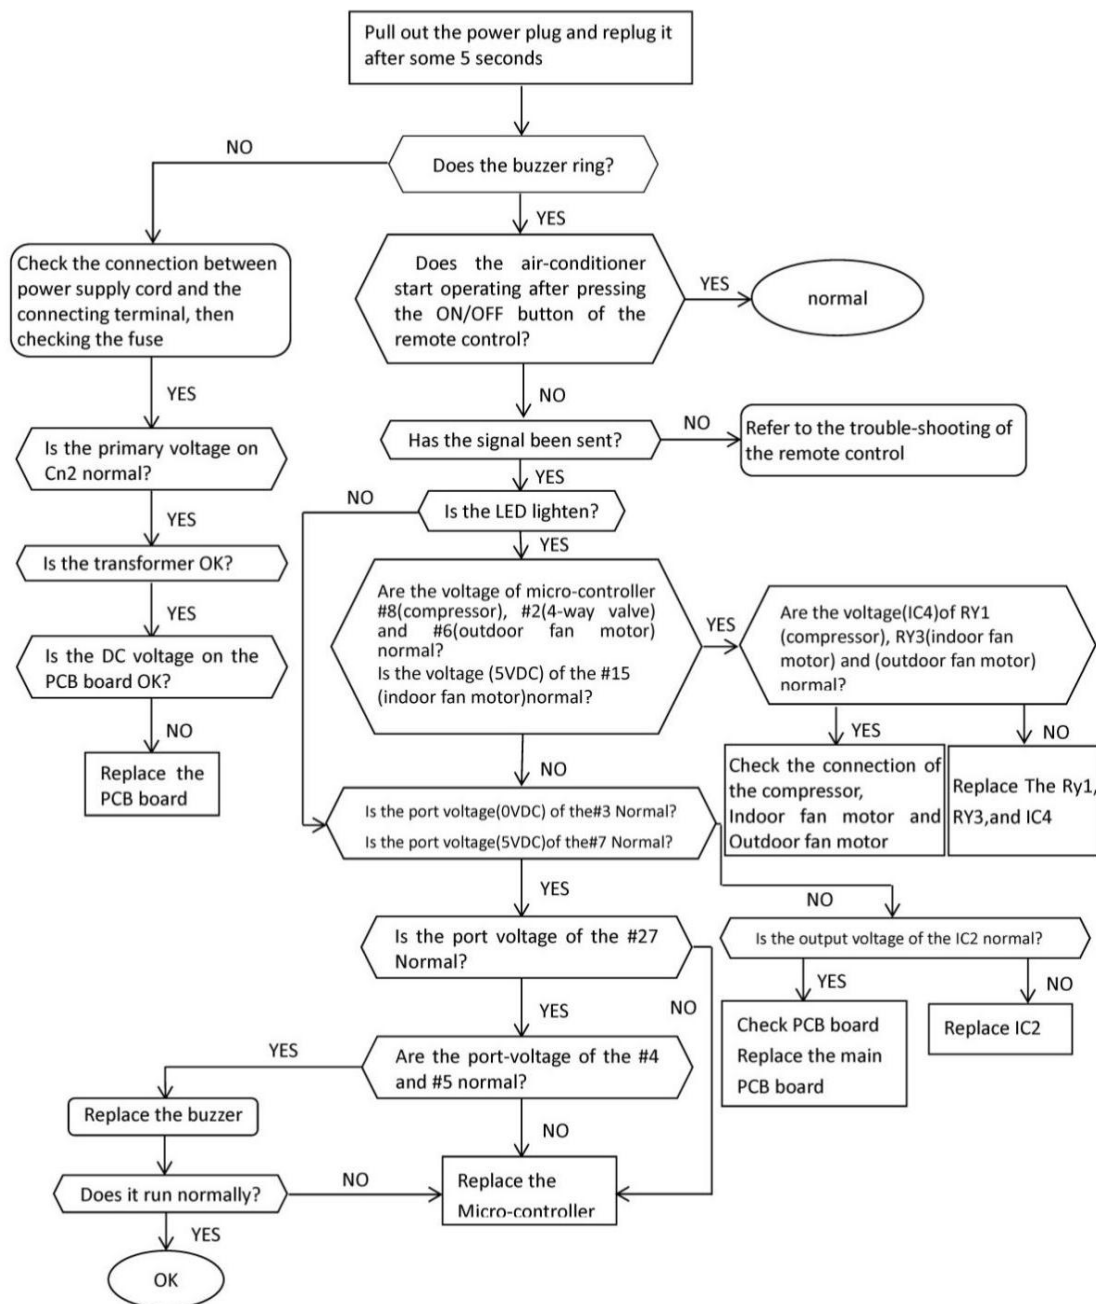 Pull out the power plug and replug it
after some 5 seconds
NO
Does the buzzer ring?
YES
Check the connection between
power supply cord and the
connecting terminal, then
checking the fuse
Does the air-conditioner
start operating after pressing
the ON/OFF button of the
remote control?
YES
normal
YES
NO
Is the primary voltage on
Cn2 normal?
Has the signal been sent?
NO
Refer to the trouble-shooting of
the remote control
YES
NO
Is the LED lighten?
YES
YES
Is the transformer OK?
YES
Are the voltage of micro-controller
#8(compressor), #2(4-way valve)
and #6(outdoor fan motor)
normal?
Is the voltage (5VDC) of the #15
(indoor fan motor)normal?
YES
Are the voltage(IC4)of RY1
(compressor), RY3(indoor fan
motor) and (outdoor fan motor)
normal?
Is the DC voltage on the
PCB board OK?
NO
Replace the
PCB board
NO
YES
NO
Check the connection of
the compressor,
Indoor fan motor and
Outdoor fan motor
Replace The Ry1,
RY3,and IC4
Is the port voltage(0VDC) of the#3 Normal?
Is the port voltage(5VDC)of the#7 Normal?
YES
NO
Is the port voltage of the #27
Normal?
Is the output voltage of the IC2 normal?
YES
NO
YES
NO
Check PCB board
Replace the main
PCB board
Replace IC2
YES
Are the port-voltage of the #4
and #5 normal?
Replace the buzzer
NO
Does it run normally?
NO
Replace the
Micro-controller
YES
OK